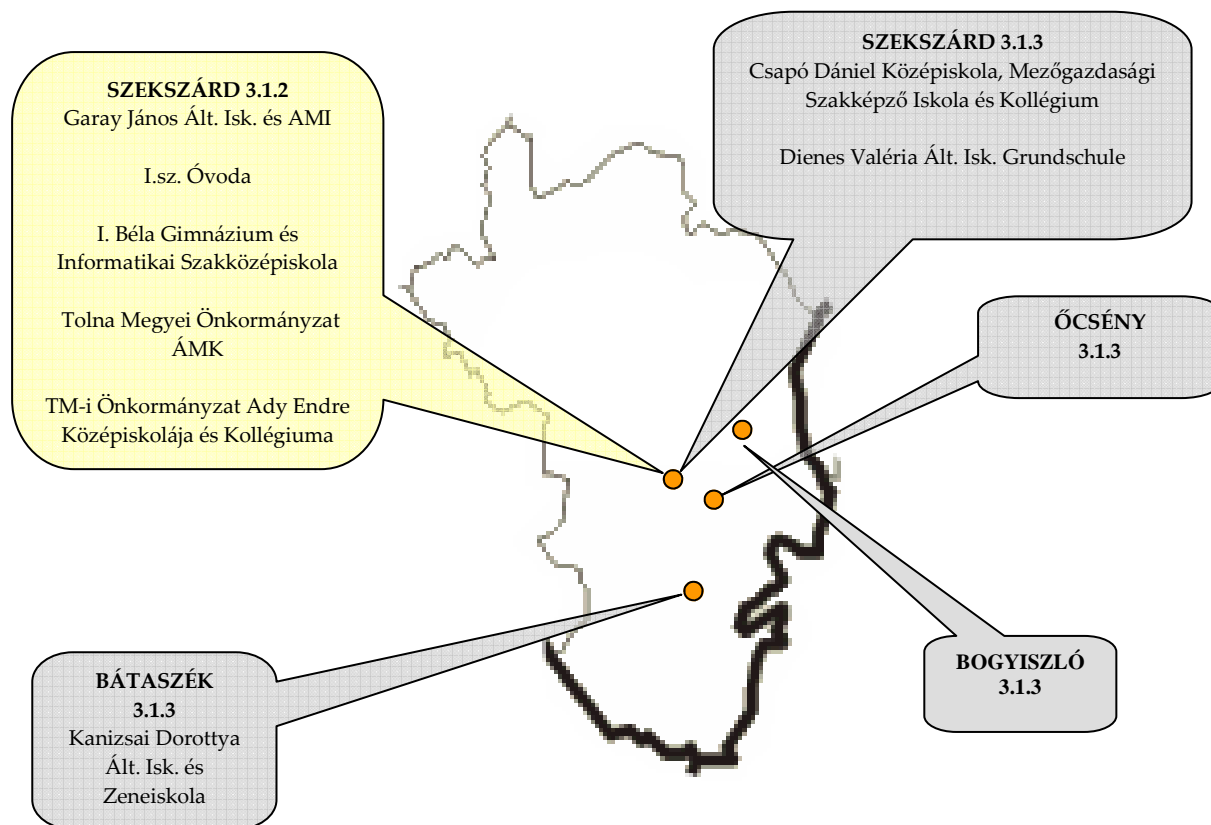 SZEKSZÁRD 3.1.2
Garay János Ált. Isk. és AMI
I.sz. Óvoda
I. Béla Gimnázium és
Informatikai Szakközépiskola
Tolna Megyei Önkormányzat
ÁMK
TM-i Önkormányzat Ady Endre
Középiskolája és Kollégiuma
SZEKSZÁRD 3.1.3
Csapó Dániel Középiskola, Mezőgazdasági
Szakképző Iskola és Kollégium
Dienes Valéria Ált. Isk. Grundschule
ŐCSÉNY
3.1.3
BOGYISZLÓ
3.1.3
BÁTASZÉK
3.1.3
Kanizsai Dorottya
Ált. Isk. és
Zeneiskola